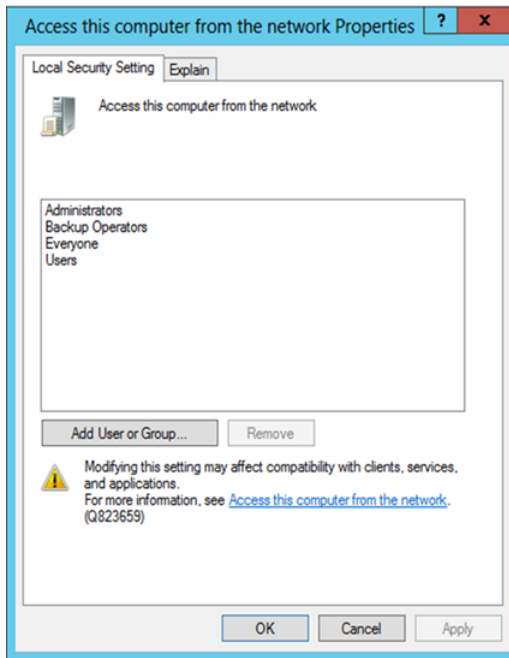 Access this computer from the network Properties ? x
Local Security Setting Explain
Access this computer from the network
Administrators
Backup Operators
Everyone
Users
Add User or Group... Remove
Modifying this setting may affect compatibility with clients, services,
and applications.
For more information, see Access this computer from the network.
(Q823659)
OK Cancel Apply